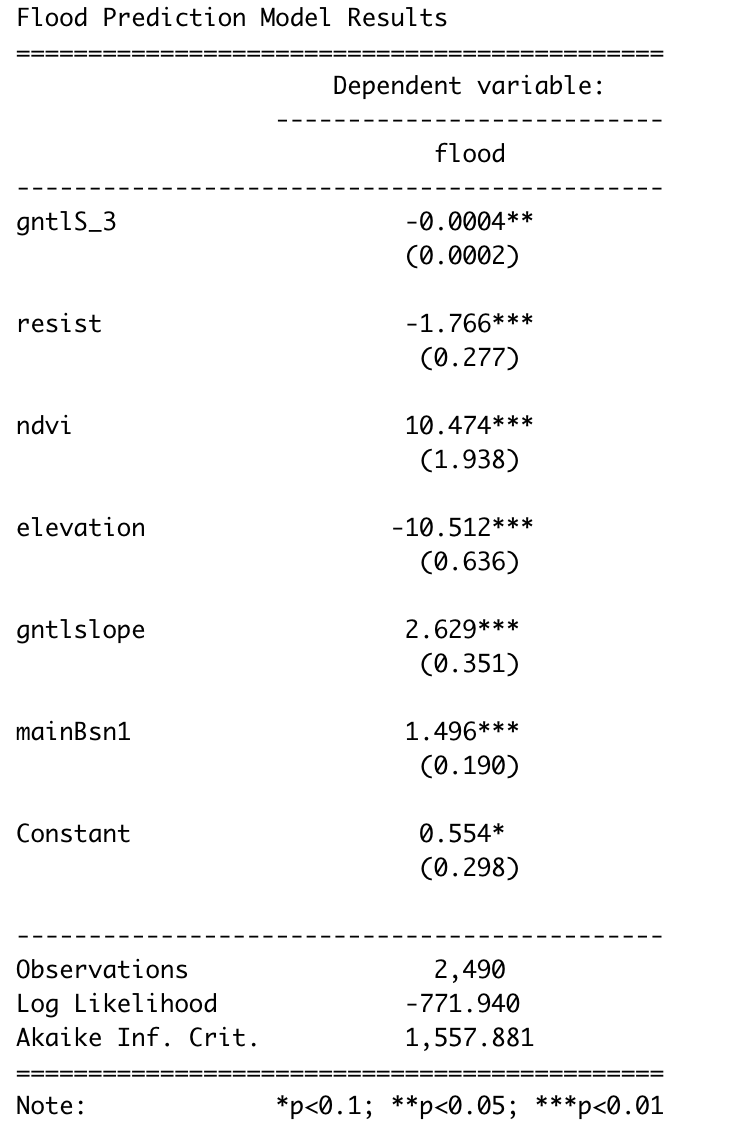 Flood Prediction Model Results
=============================================
Dependent variable:
---------------------------
flood
---------------------------------------------
gntlS_3 -0.0004**
(0.0002)
resist -1.766***
(0.277)
ndvi 10.474***
(1.938)
elevation -10.512***
(0.636)
gntlslope 2.629***
(0.351)
mainBsn1 1.496***
(0.190)
Constant 0.554*
(0.298)
---------------------------------------------
Observations 2,490
Log Likelihood -771.940
Akaike Inf. Crit. 1,557.881
=============================================
Note: *p<0.1; **p<0.05; ***p<0.01